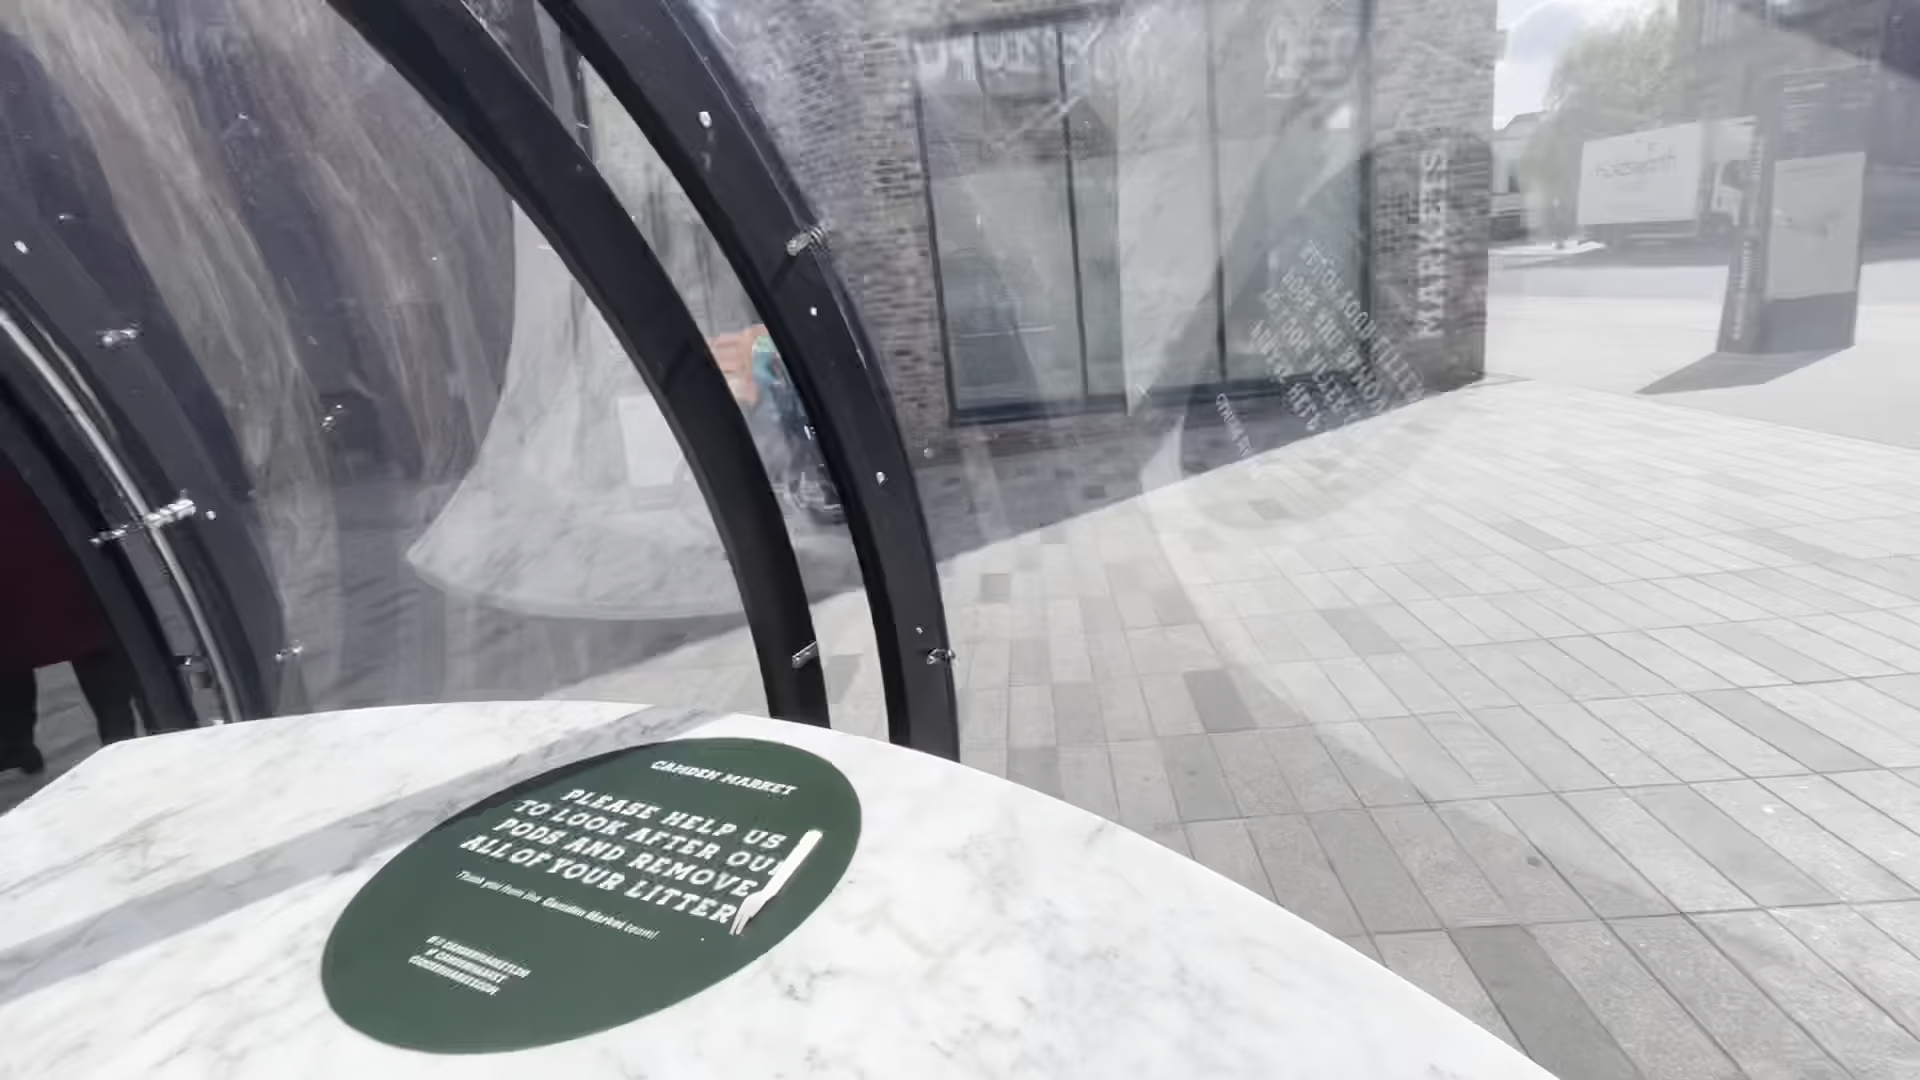 MARKETS
CAMDEN MARKET
PLEASE HELP US
TO LOOK AFTER OUR
PODS AND REMOVE
ALL OF YOUR LITTER
Thank you from the Camden Market team!